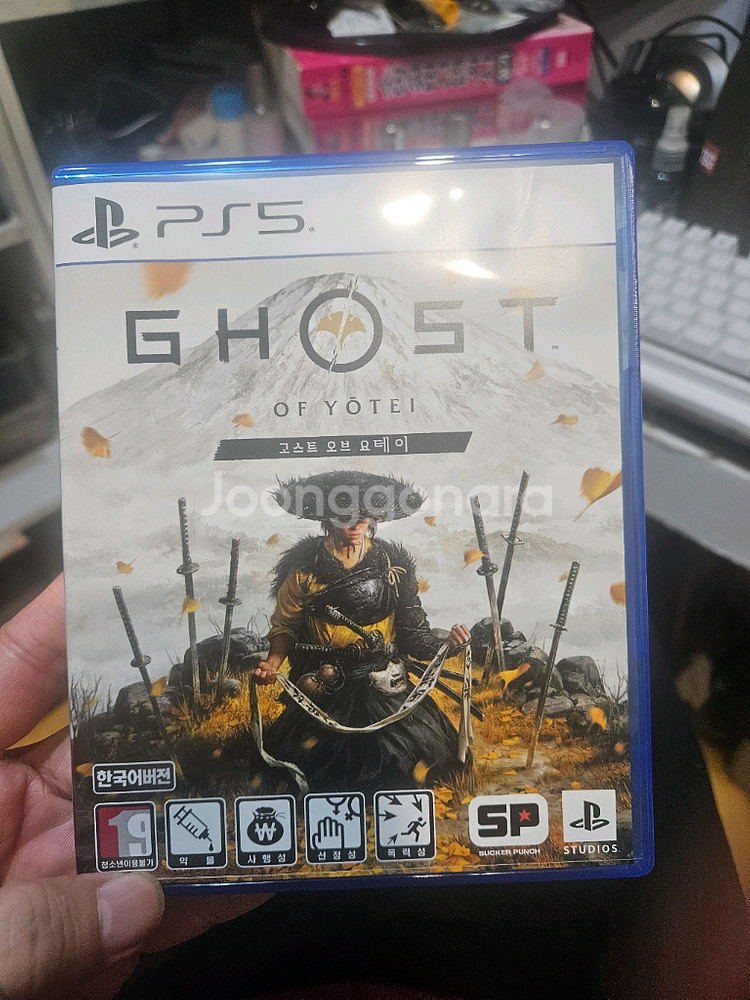 PS5
GHOST
OF YŌTEI
고스트 오브 요테이
Joonggonara
한국어버전
19
청소년이용불가
약물
사행성
선정성
폭력성
SP
SUCKER PUNCH
STUDIOS